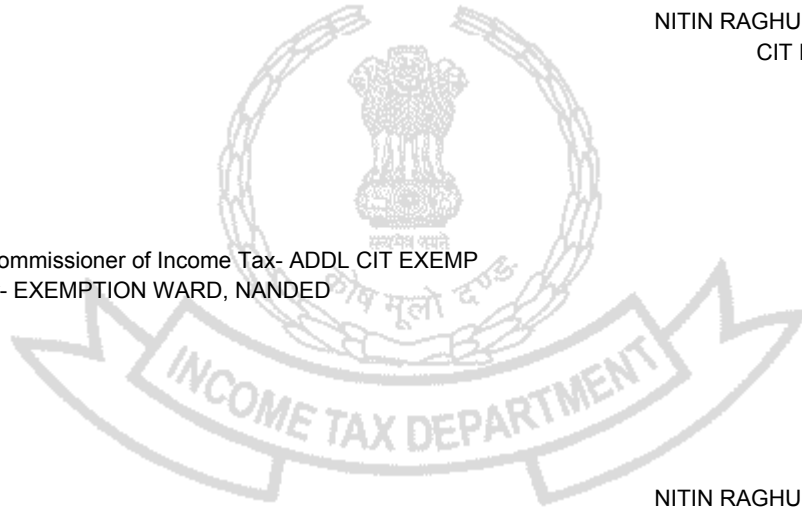 NITIN RAGHU
CIT
सत्यमेव जयते
ommissioner of Income Tax- ADDL CIT EXEMP
- EXEMPTION WARD, NANDED
कोष मूलो दण्डः
INCOME TAX DEPARTMENT
NITIN RAGHU